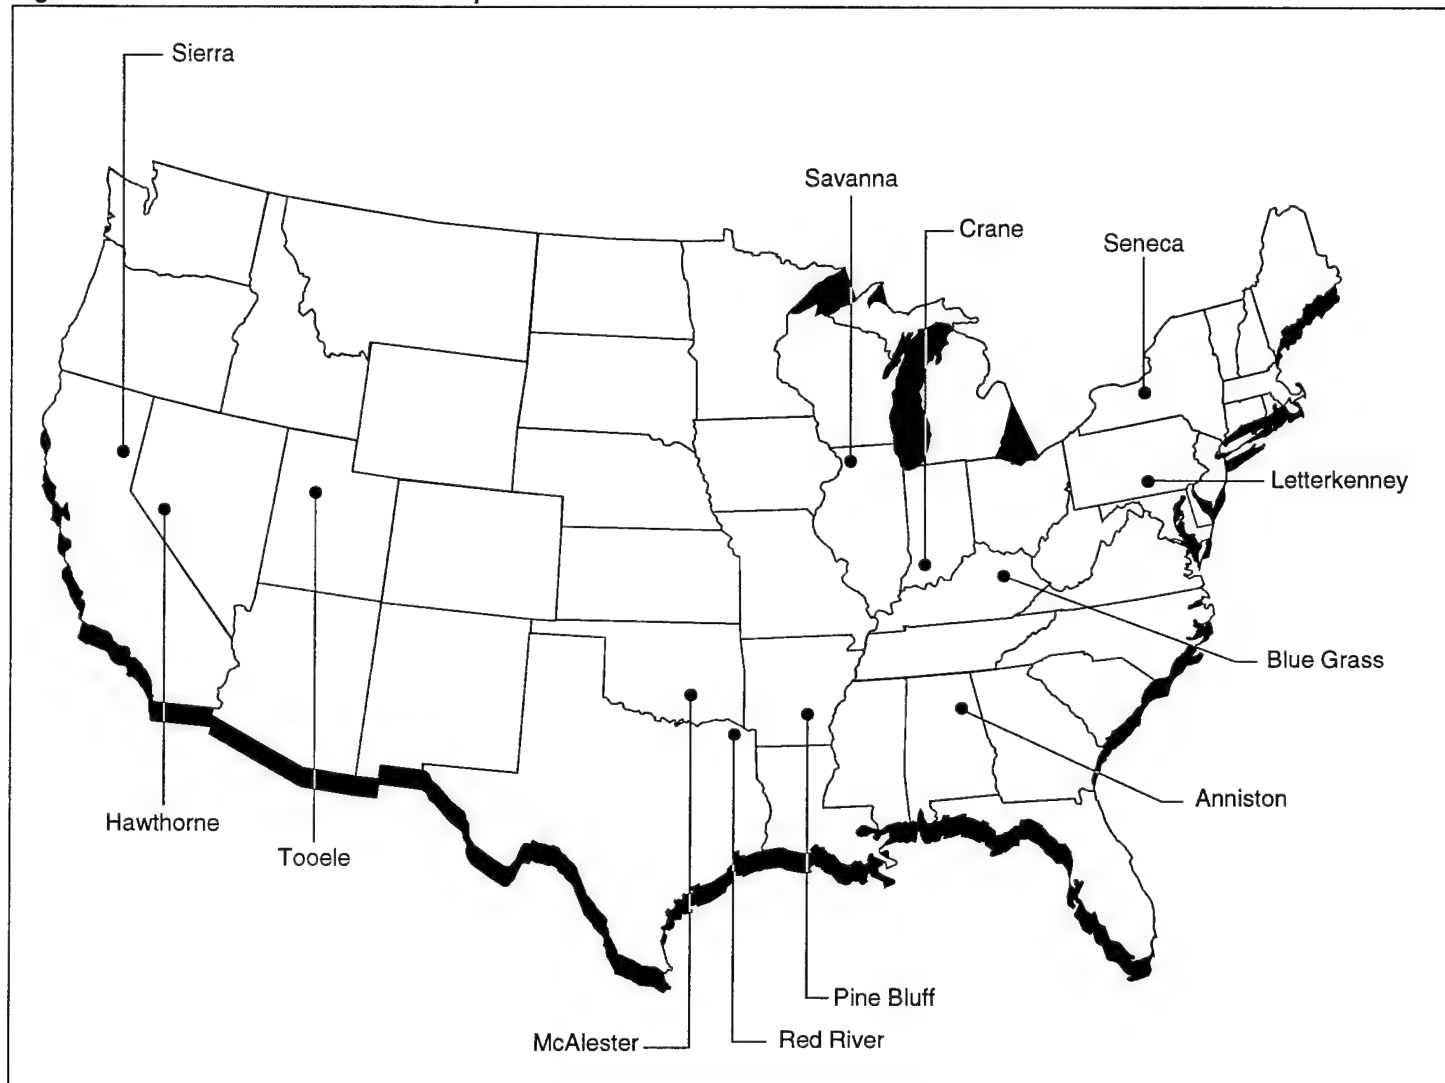 Sierra
Savanna
Crane
Seneca
Letterkenney
Blue Grass
Anniston
Hawthorne
Tooele
Pine Bluff
McAlester
Red River